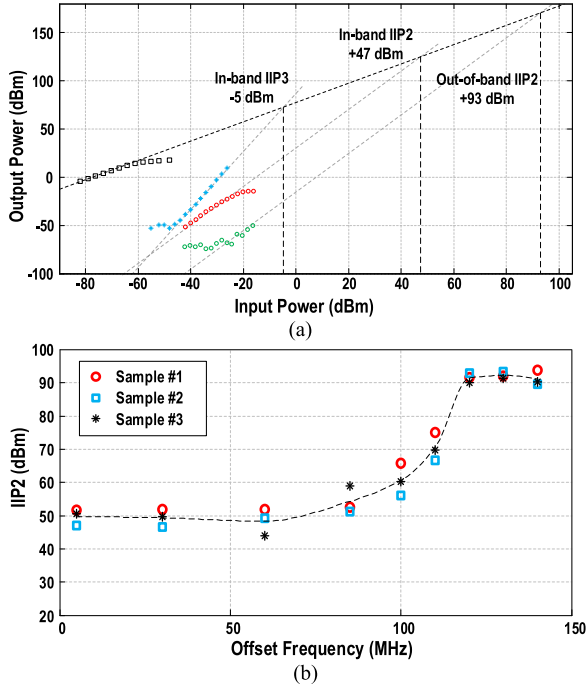 150
100
50
0
-50
-100
Output Power (dBm)
In-band IIP3
-5 dBm
In-band IIP2
+47 dBm
Out-of-band IIP2
+93 dBm
-80 -60 -40 -20 0 20 40 60 80 100
Input Power (dBm)
(a)
100
90
80
70
60
50
40
30
20
IIP2 (dBm)
Sample #1
Sample #2
Sample #3
0 50 100 150
Offset Frequency (MHz)
(b)